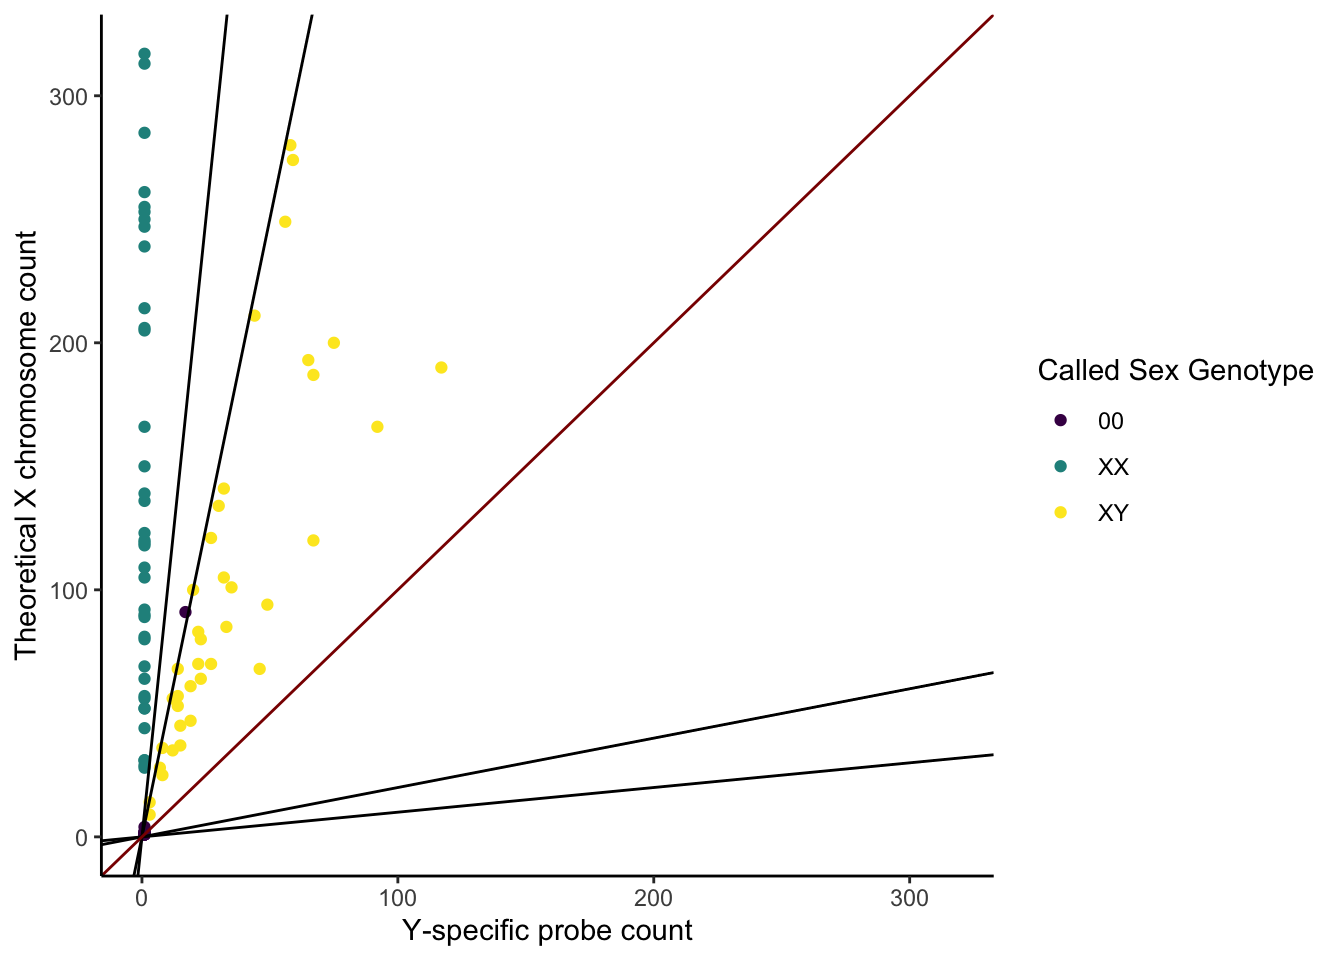 Theoretical X chromosome count
300
200
100
0
0 100 200 300
Y-specific probe count
Called Sex Genotype
00
XX
XY